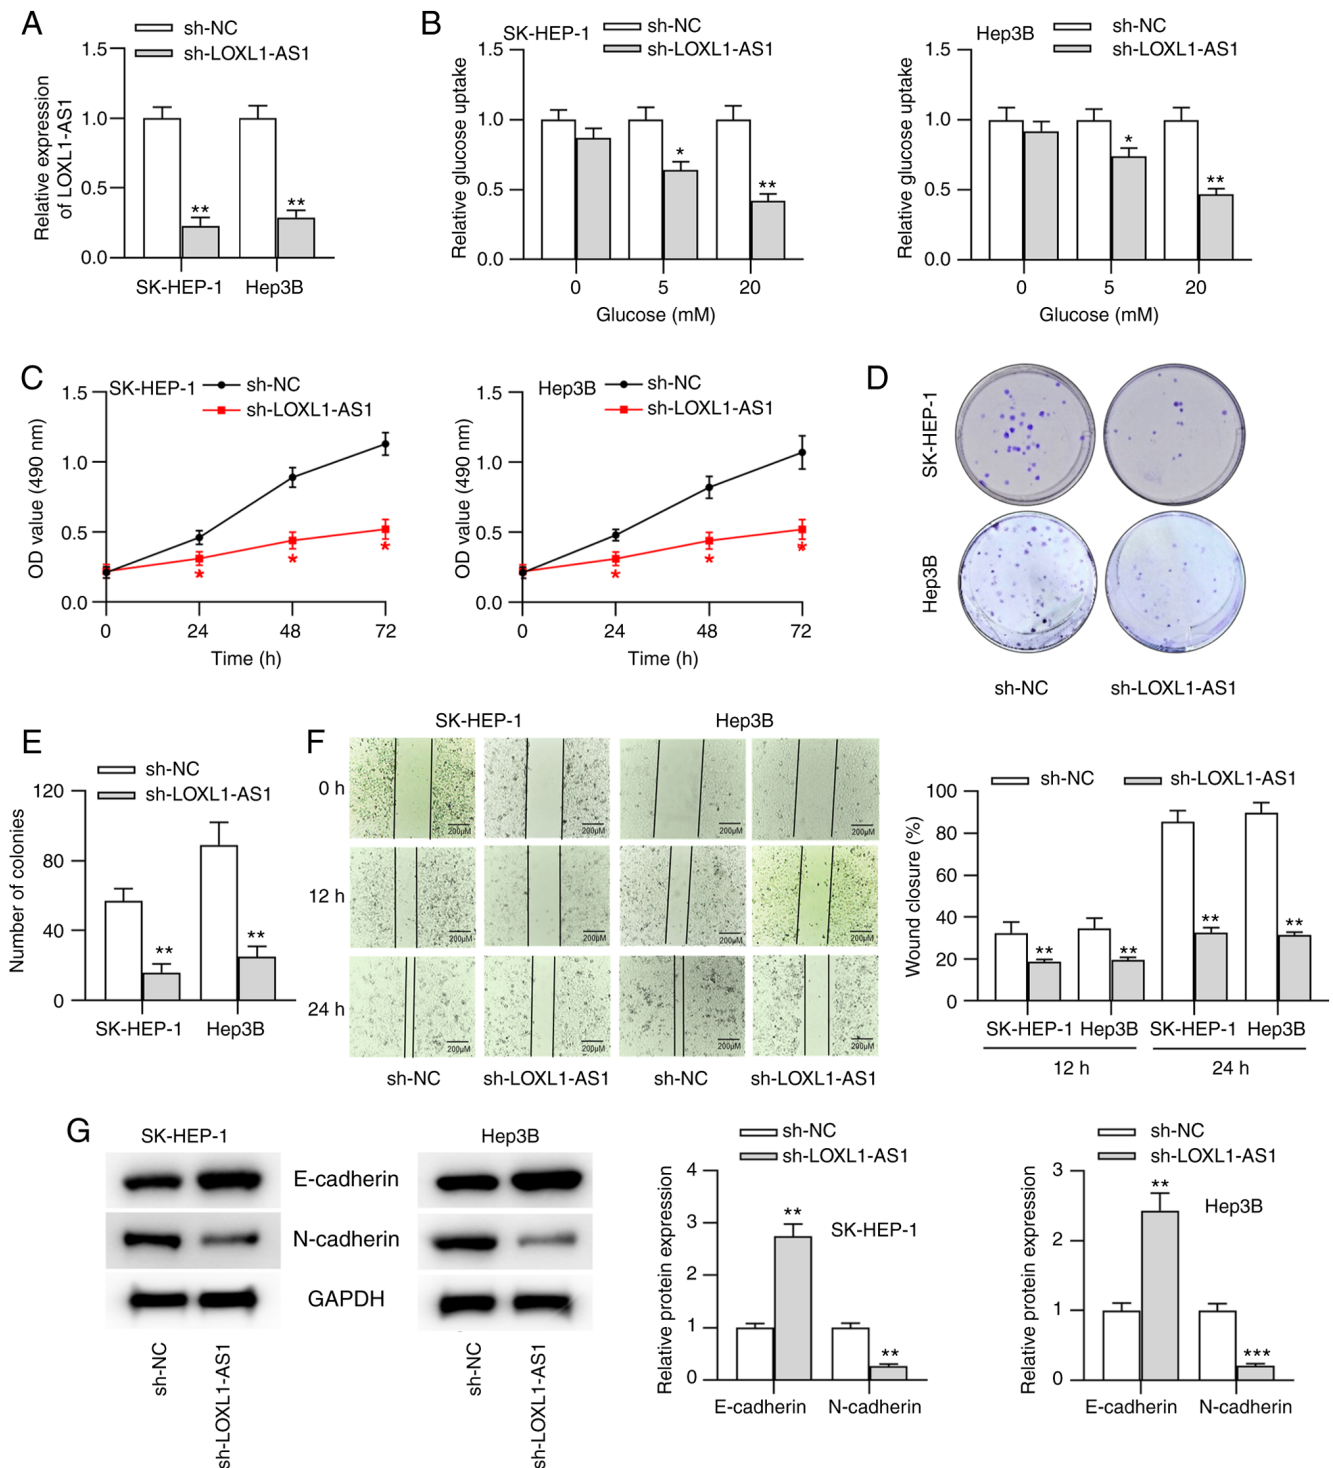 A
sh-NC
sh-LOXL1-AS1
Relative expression
of LOXL1-AS1
1.5
1.0
0.5
0.0
**
**
SK-HEP-1
Hep3B
B
SK-HEP-1
sh-NC
sh-LOXL1-AS1
Relative glucose uptake
1.5
1.0
0.5
0.0
*
**
0
5
20
Glucose (mM)
Hep3B
sh-NC
sh-LOXL1-AS1
Relative glucose uptake
1.5
1.0
0.5
0.0
*
**
0
5
20
Glucose (mM)
C
SK-HEP-1
sh-NC
sh-LOXL1-AS1
OD value (490 nm)
1.5
1.0
0.5
0.0
*
*
*
0
24
48
72
Time (h)
Hep3B
sh-NC
sh-LOXL1-AS1
OD value (490 nm)
1.5
1.0
0.5
0.0
*
*
*
0
24
48
72
Time (h)
D
SK-HEP-1
Hep3B
sh-NC
sh-LOXL1-AS1
E
sh-NC
sh-LOXL1-AS1
Number of colonies
120
80
40
0
**
**
SK-HEP-1
Hep3B
F
SK-HEP-1
Hep3B
0 h
200µM
200µM
200µM
200µM
12 h
200µM
200µM
200µM
200µM
24 h
200µM
200µM
200µM
200µM
sh-NC
sh-LOXL1-AS1
sh-NC
sh-LOXL1-AS1
sh-NC
sh-LOXL1-AS1
Wound closure (%)
100
80
60
40
20
0
**
**
**
**
SK-HEP-1
Hep3B
SK-HEP-1
Hep3B
12 h
24 h
G
SK-HEP-1
Hep3B
E-cadherin
N-cadherin
GAPDH
sh-NC
sh-LOXL1-AS1
sh-NC
sh-LOXL1-AS1
sh-NC
sh-LOXL1-AS1
Relative protein expression
4
3
2
1
0
**
**
SK-HEP-1
E-cadherin
N-cadherin
sh-NC
sh-LOXL1-AS1
Relative protein expression
3
2
1
0
**
***
Hep3B
E-cadherin
N-cadherin